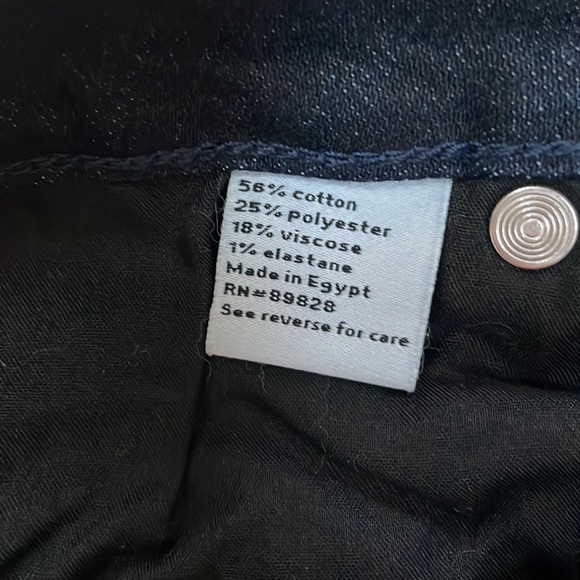 56% cotton
25% polyester
18% viscose
1% elastane
Made in Egypt
RN#89828
See reverse for care